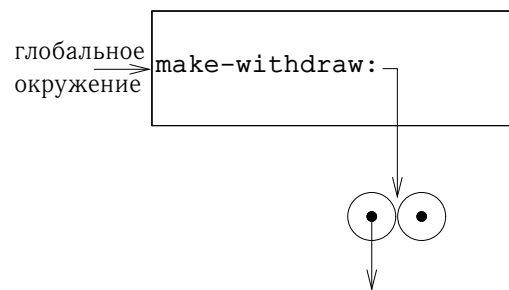 глобальное
окружение
make-withdraw: